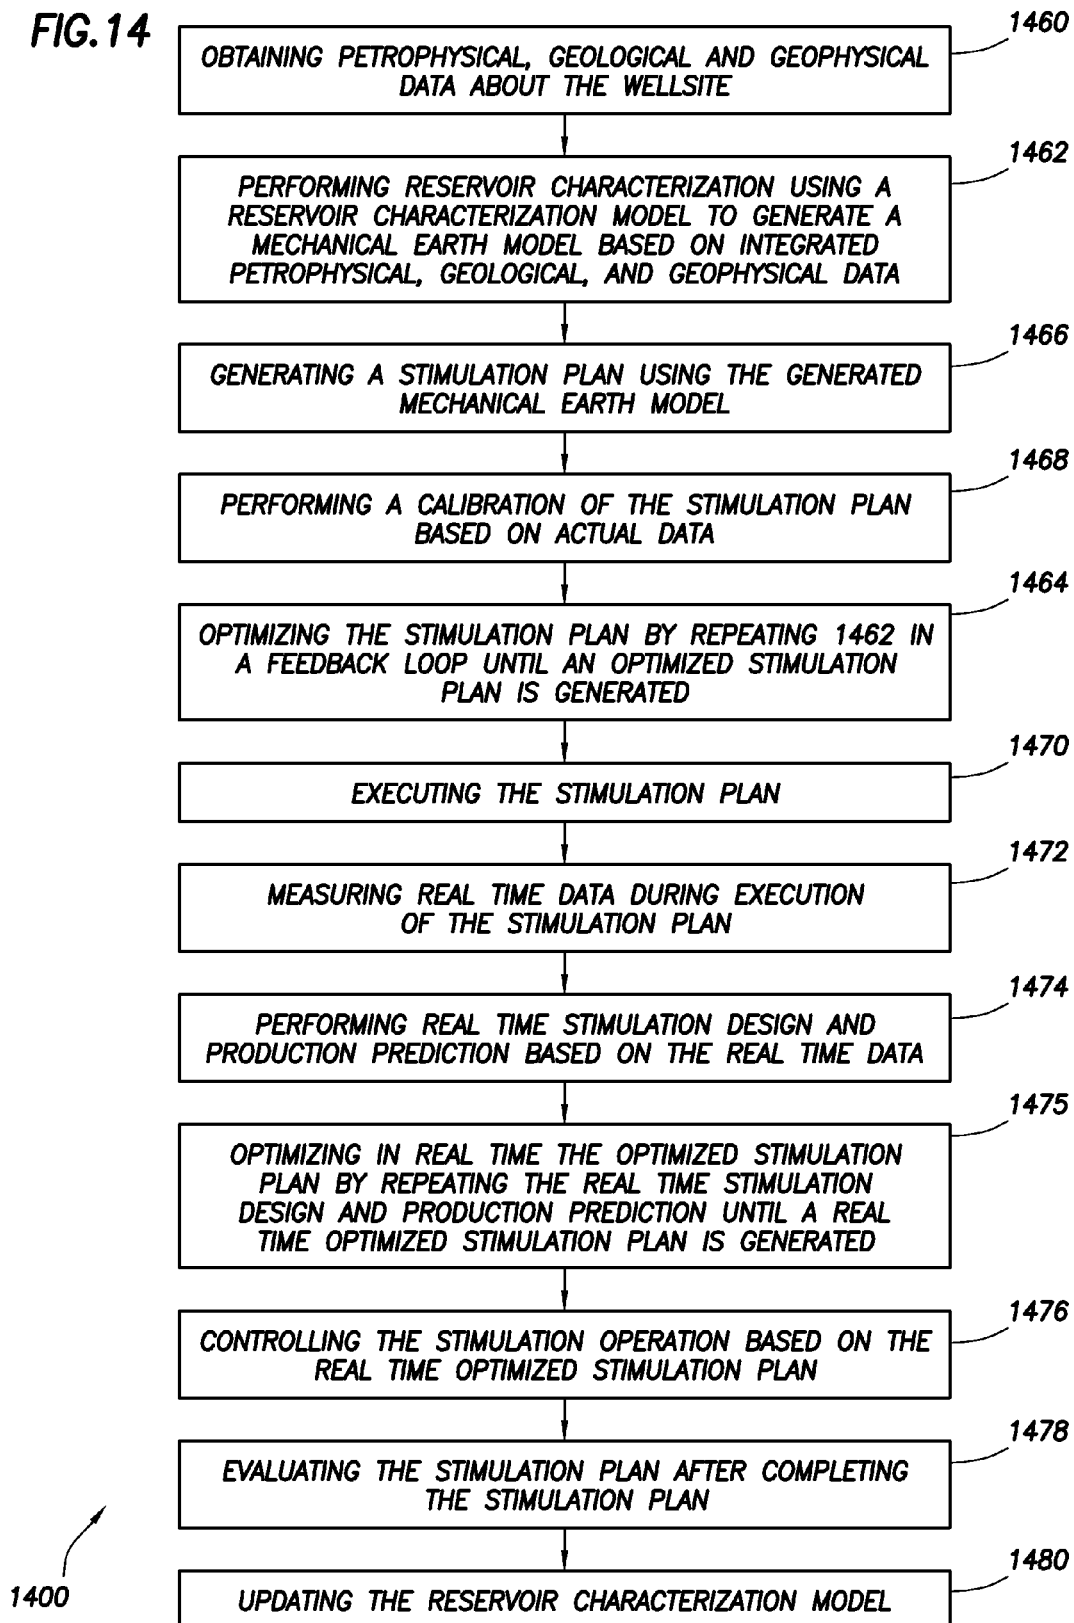 FIG.14
1460
OBTAINING PETROPHYSICAL, GEOLOGICAL AND GEOPHYSICAL
DATA ABOUT THE WELLSITE
1462
PERFORMING RESERVOIR CHARACTERIZATION USING A
RESERVOIR CHARACTERIZATION MODEL TO GENERATE A
MECHANICAL EARTH MODEL BASED ON INTEGRATED
PETROPHYSICAL, GEOLOGICAL, AND GEOPHYSICAL DATA
1466
GENERATING A STIMULATION PLAN USING THE GENERATED
MECHANICAL EARTH MODEL
1468
PERFORMING A CALIBRATION OF THE STIMULATION PLAN
BASED ON ACTUAL DATA
1464
OPTIMIZING THE STIMULATION PLAN BY REPEATING 1462 IN
A FEEDBACK LOOP UNTIL AN OPTIMIZED STIMULATION
PLAN IS GENERATED
1470
EXECUTING THE STIMULATION PLAN
1472
MEASURING REAL TIME DATA DURING EXECUTION
OF THE STIMULATION PLAN
1474
PERFORMING REAL TIME STIMULATION DESIGN AND
PRODUCTION PREDICTION BASED ON THE REAL TIME DATA
1475
OPTIMIZING IN REAL TIME THE OPTIMIZED STIMULATION
PLAN BY REPEATING THE REAL TIME STIMULATION
DESIGN AND PRODUCTION PREDICTION UNTIL A REAL
TIME OPTIMIZED STIMULATION PLAN IS GENERATED
1476
CONTROLLING THE STIMULATION OPERATION BASED ON THE
REAL TIME OPTIMIZED STIMULATION PLAN
1478
EVALUATING THE STIMULATION PLAN AFTER COMPLETING
THE STIMULATION PLAN
1480
UPDATING THE RESERVOIR CHARACTERIZATION MODEL
1400